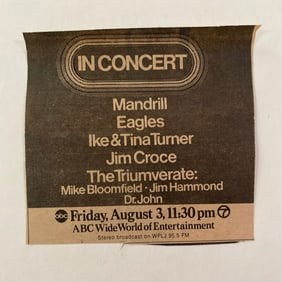 IN CONCERT
Mandrill
Eagles
Ike & Tina Turner
Jim Croce
The Triumverate:
Mike Bloomfield · Jim Hammond
Dr. John
abc Friday, August 3, 11:30 pm 7
ABC Wide World of Entertainment
Stereo broadcast on WPLJ 95.5 FM